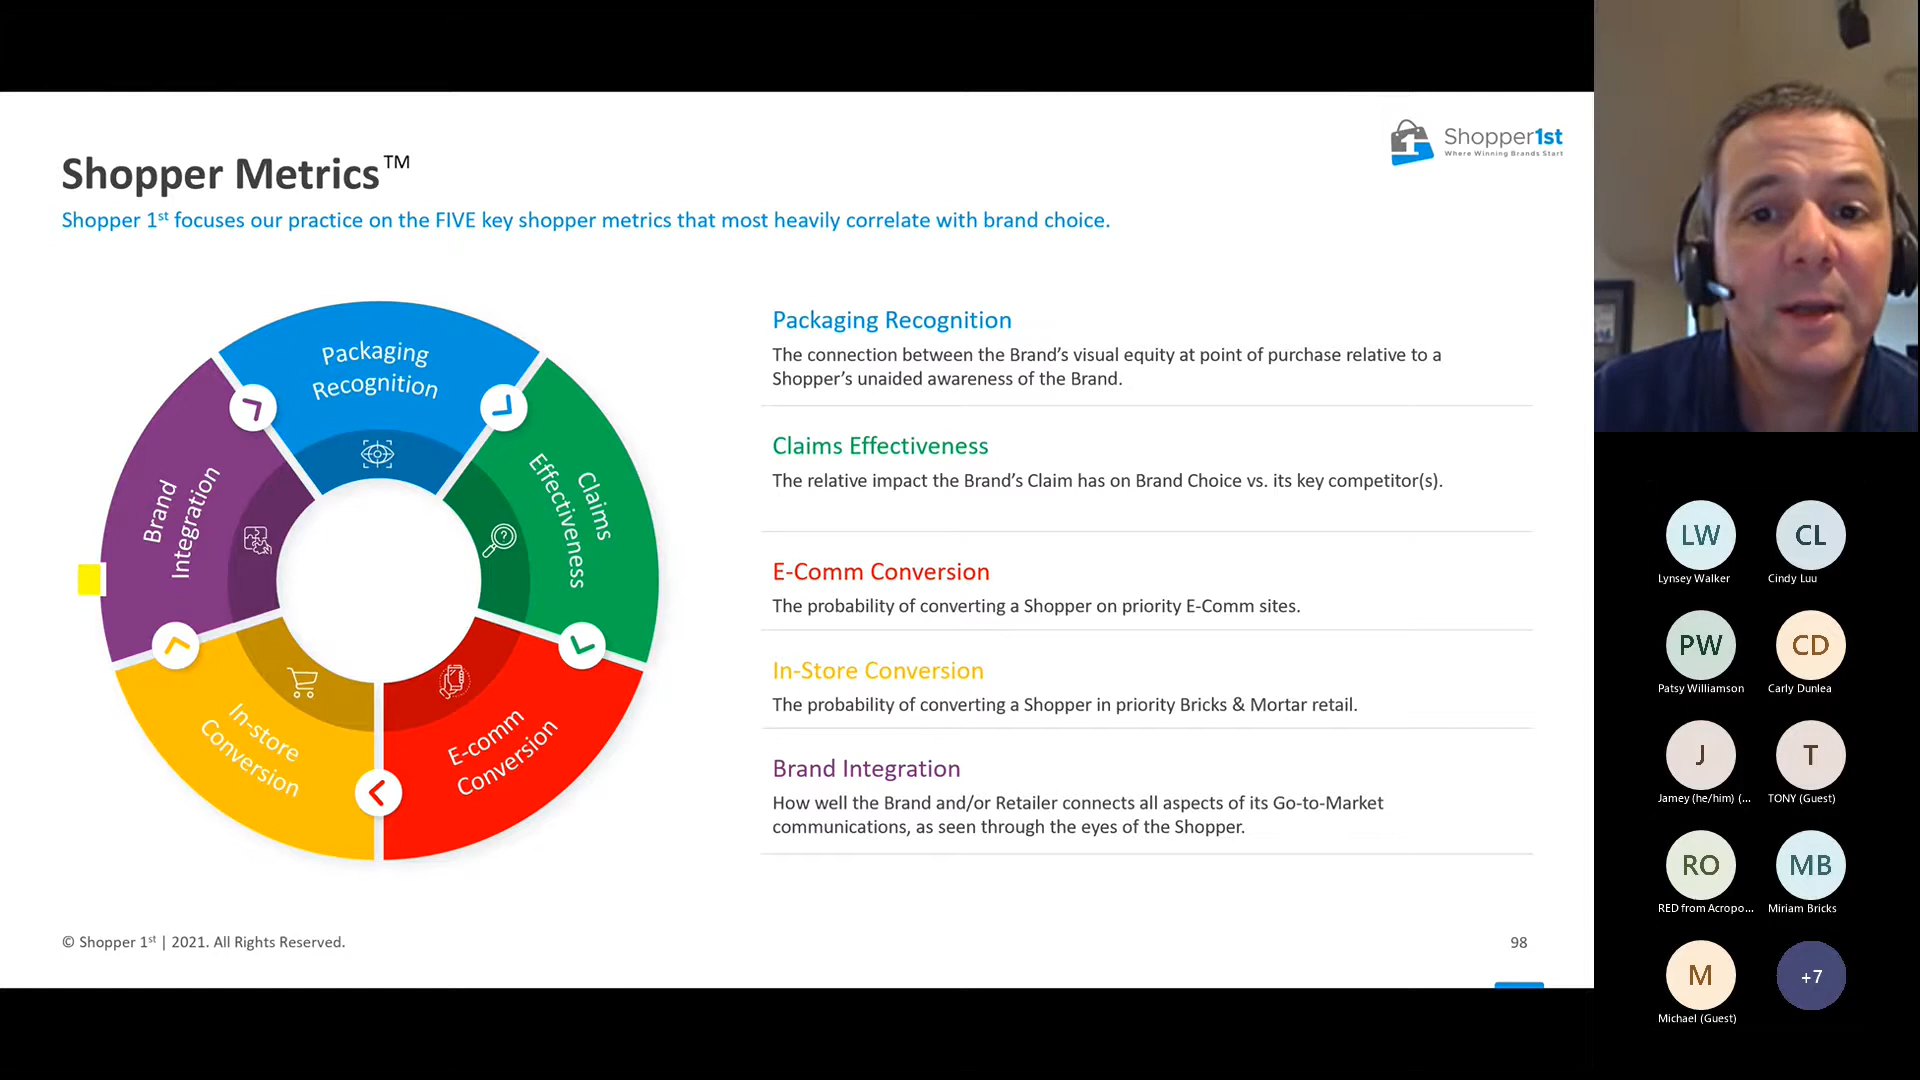 Shopper1st
Where Winning Brands Start
Shopper Metrics™
Shopper 1st focuses our practice on the FIVE key shopper metrics that most heavily correlate with brand choice.
Packaging
Recognition
Claims
Effectiveness
E-comm
Conversion
In-store
Conversion
Brand
Integration
Packaging Recognition
The connection between the Brand’s visual equity at point of purchase relative to a
Shopper’s unaided awareness of the Brand.
Claims Effectiveness
The relative impact the Brand’s Claim has on Brand Choice vs. its key competitor(s).
E-Comm Conversion
The probability of converting a Shopper on priority E-Comm sites.
In-Store Conversion
The probability of converting a Shopper in priority Bricks & Mortar retail.
Brand Integration
How well the Brand and/or Retailer connects all aspects of its Go-to-Market
communications, as seen through the eyes of the Shopper.
© Shopper 1st | 2021. All Rights Reserved.
98
LW
CL
Lynsey Walker
Cindy Luu
PW
CD
Patsy Williamson
Carly Dunlea
J
T
Jamey (he/him) (...
TONY (Guest)
RO
MB
RED from Acropo...
Miriam Bricks
M
+7
Michael (Guest)